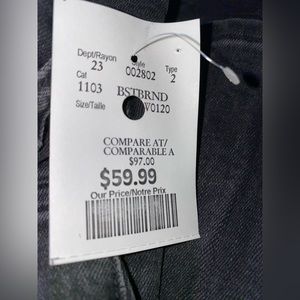 Dept/Rayon Style Type
23 002802 2
Cat
1103 BSTBRND
Size/Taille W0120
COMPARE AT/
COMPARABLE A
$97.00
$59.99
Our Price/Notre Prix